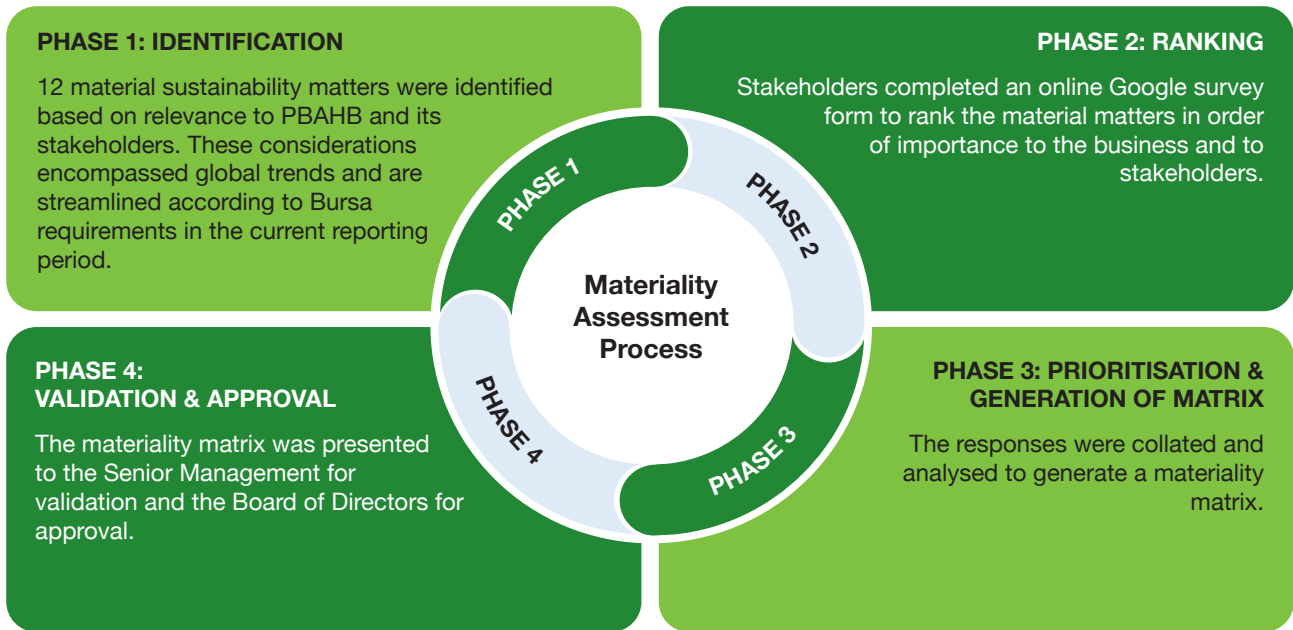 PHASE 1: IDENTIFICATION
12 material sustainability matters were identified
based on relevance to PBAHB and its
stakeholders. These considerations
encompassed global trends and are
streamlined according to Bursa
requirements in the current reporting
period.
PHASE 2: RANKING
Stakeholders completed an online Google survey
form to rank the material matters in order
of importance to the business and to
stakeholders.
PHASE 1
PHASE 2
Materiality
Assessment
Process
PHASE 4
PHASE 3
PHASE 4:
VALIDATION & APPROVAL
The materiality matrix was presented
to the Senior Management for
validation and the Board of Directors for
approval.
PHASE 3: PRIORITISATION &
GENERATION OF MATRIX
The responses were collated and
analysed to generate a materiality
matrix.